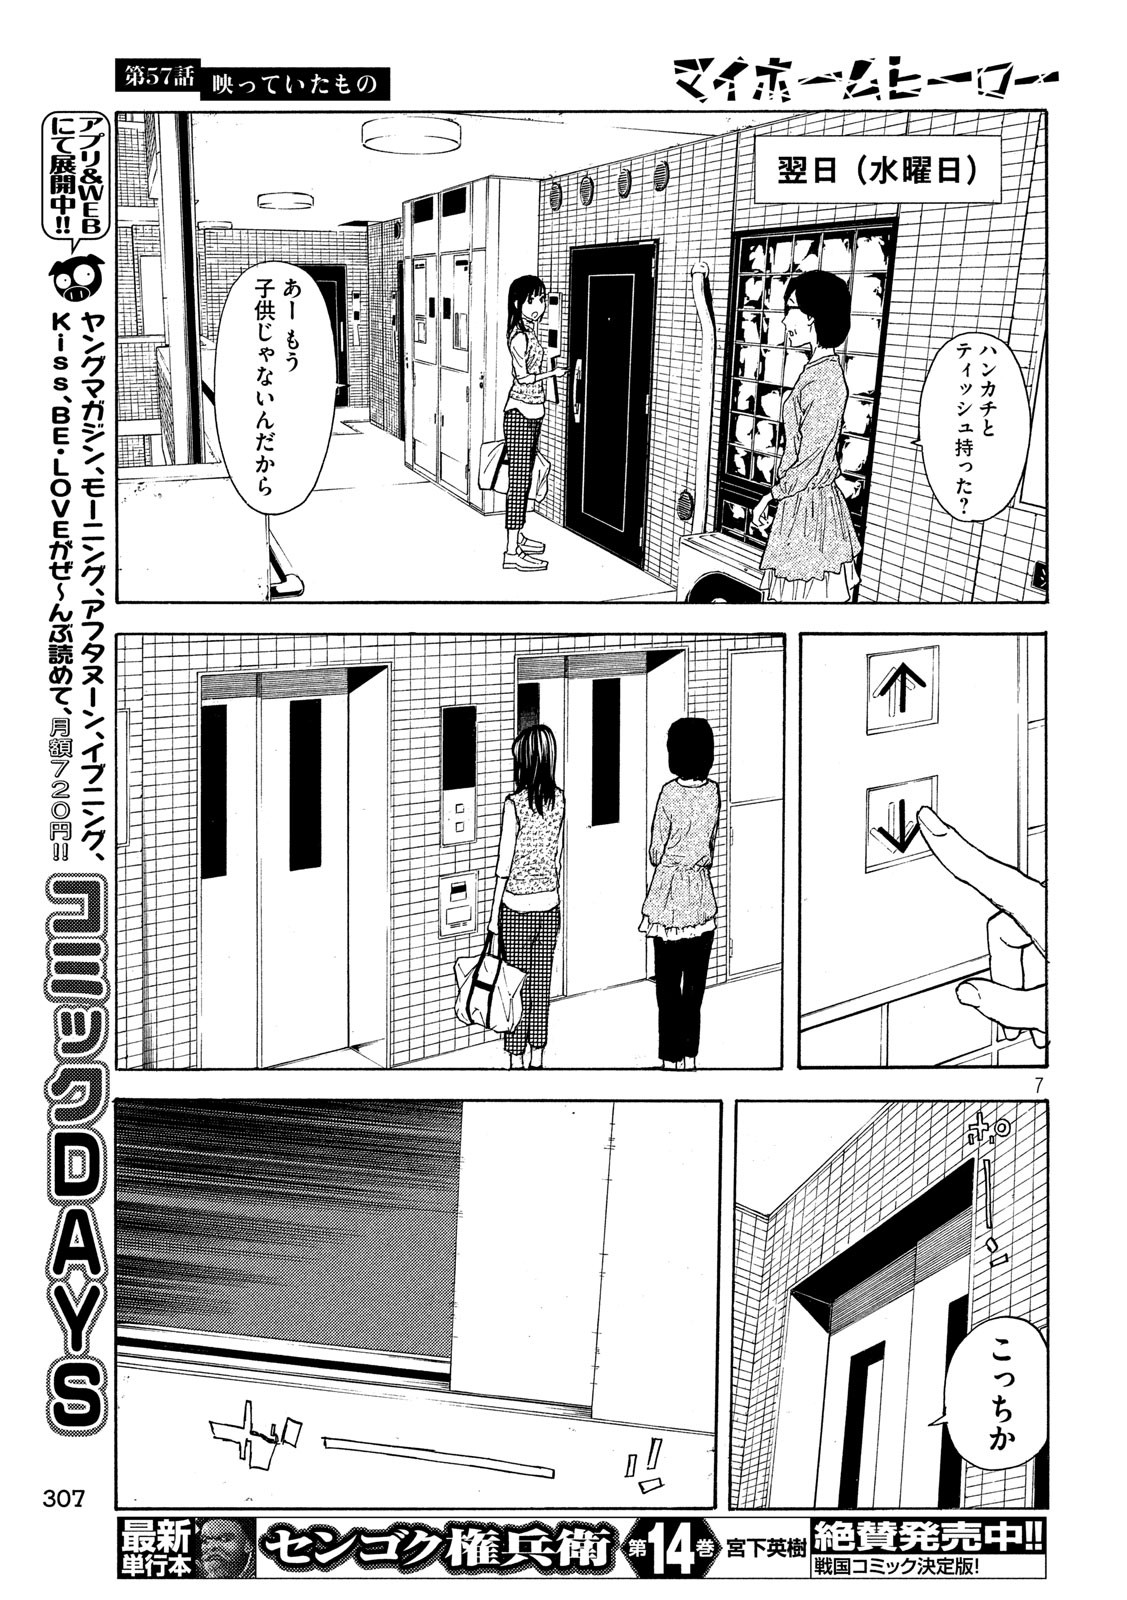 第57話
映っていたもの
マイホームヒーロー
翌日(水曜日)
ハンカチと
ティッシュ持った?
あー もう
子供じゃないんだから
7
ポーン
こっちか
ガーッ
アプリ&WEB
にて展開中!!
ヤングマガジン、モーニング、アフタヌーン、イブニング、
Kiss、BE・LOVEがぜ〜んぶ読めて、月額720円!!
コミックDAYS
307
最新
単行本
センゴク権兵衛
第14巻
宮下英樹
絶賛発売中!!
戦国コミック決定版!